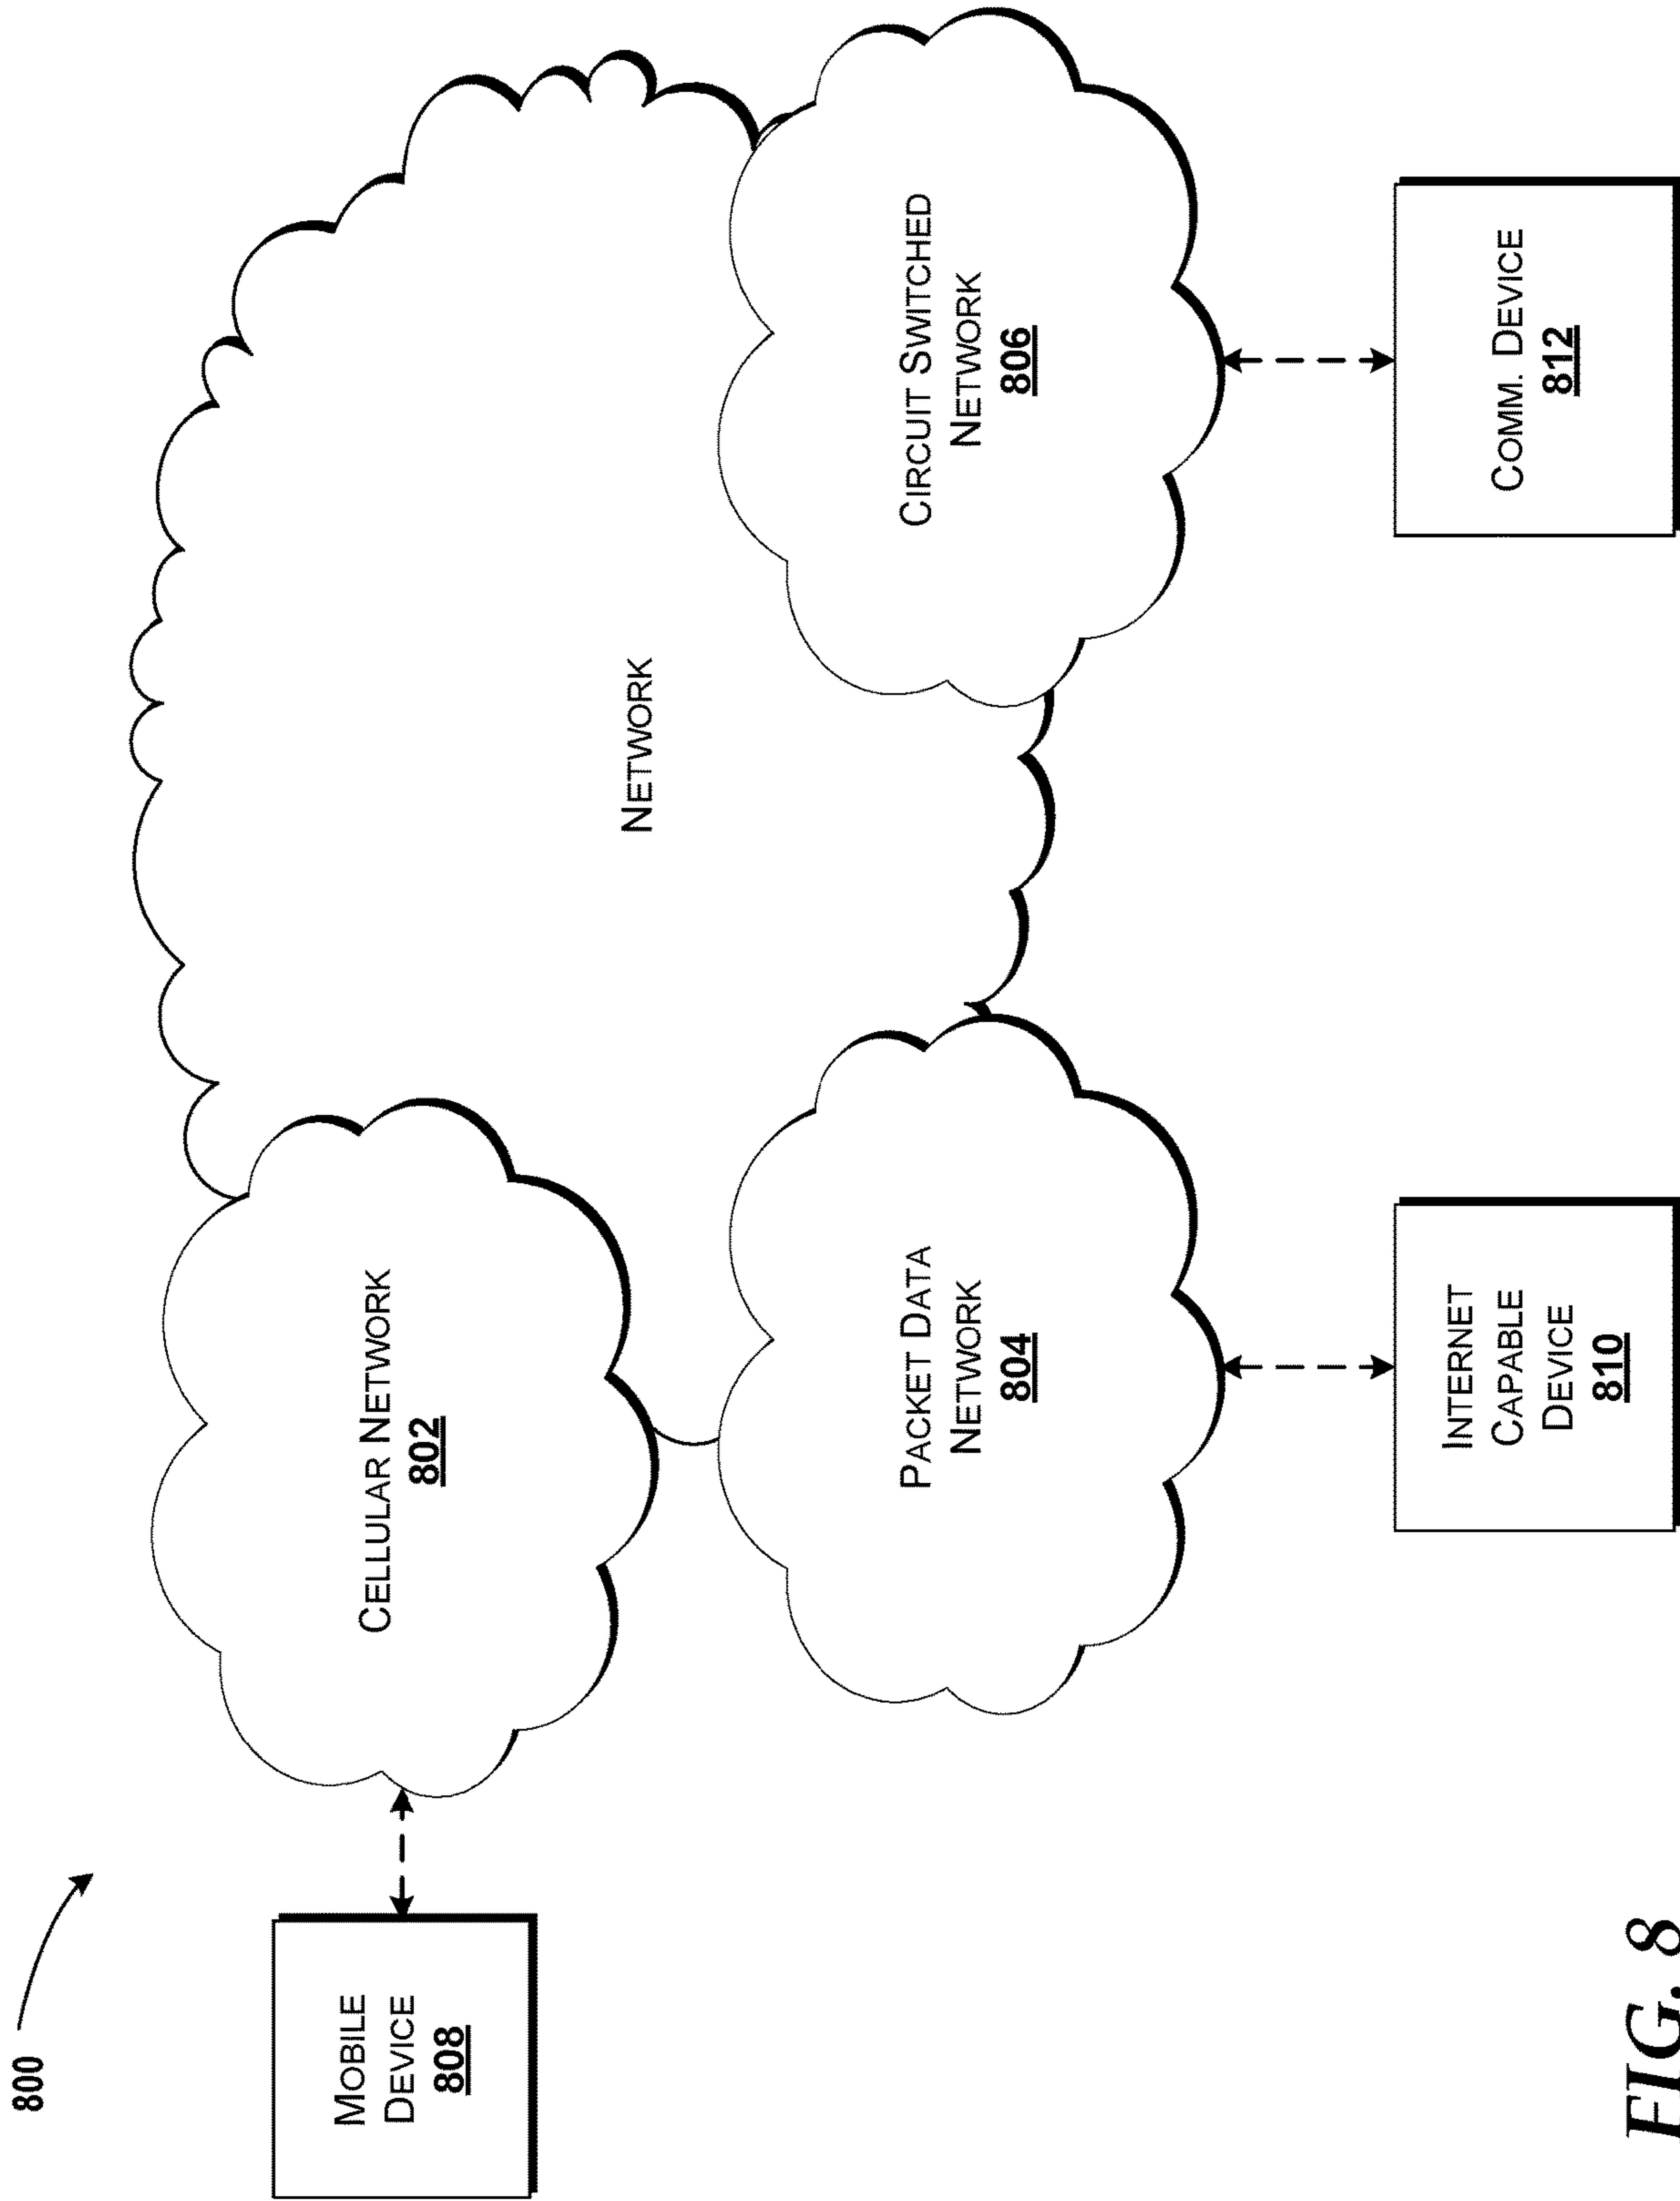 800
NETWORK
CELLULAR NETWORK
802
MOBILE
DEVICE
808
PACKET DATA
NETWORK
804
CIRCUIT SWITCHED
NETWORK
806
INTERNET
CAPABLE
DEVICE
810
COMM. DEVICE
812
FIG. 8